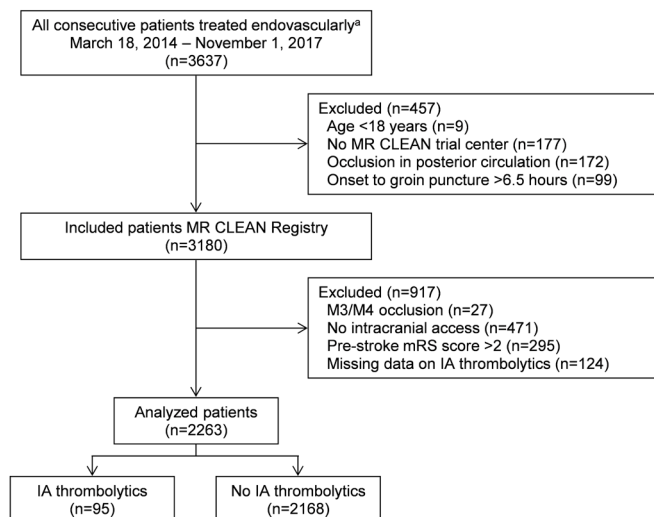 All consecutive patients treated endovascularlyᵃ
March 18, 2014 – November 1, 2017
(n=3637)
Excluded (n=457)
Age <18 years (n=9)
No MR CLEAN trial center (n=177)
Occlusion in posterior circulation (n=172)
Onset to groin puncture >6.5 hours (n=99)
Included patients MR CLEAN Registry
(n=3180)
Excluded (n=917)
M3/M4 occlusion (n=27)
No intracranial access (n=471)
Pre-stroke mRS score >2 (n=295)
Missing data on IA thrombolytics (n=124)
Analyzed patients
(n=2263)
IA thrombolytics
(n=95)
No IA thrombolytics
(n=2168)